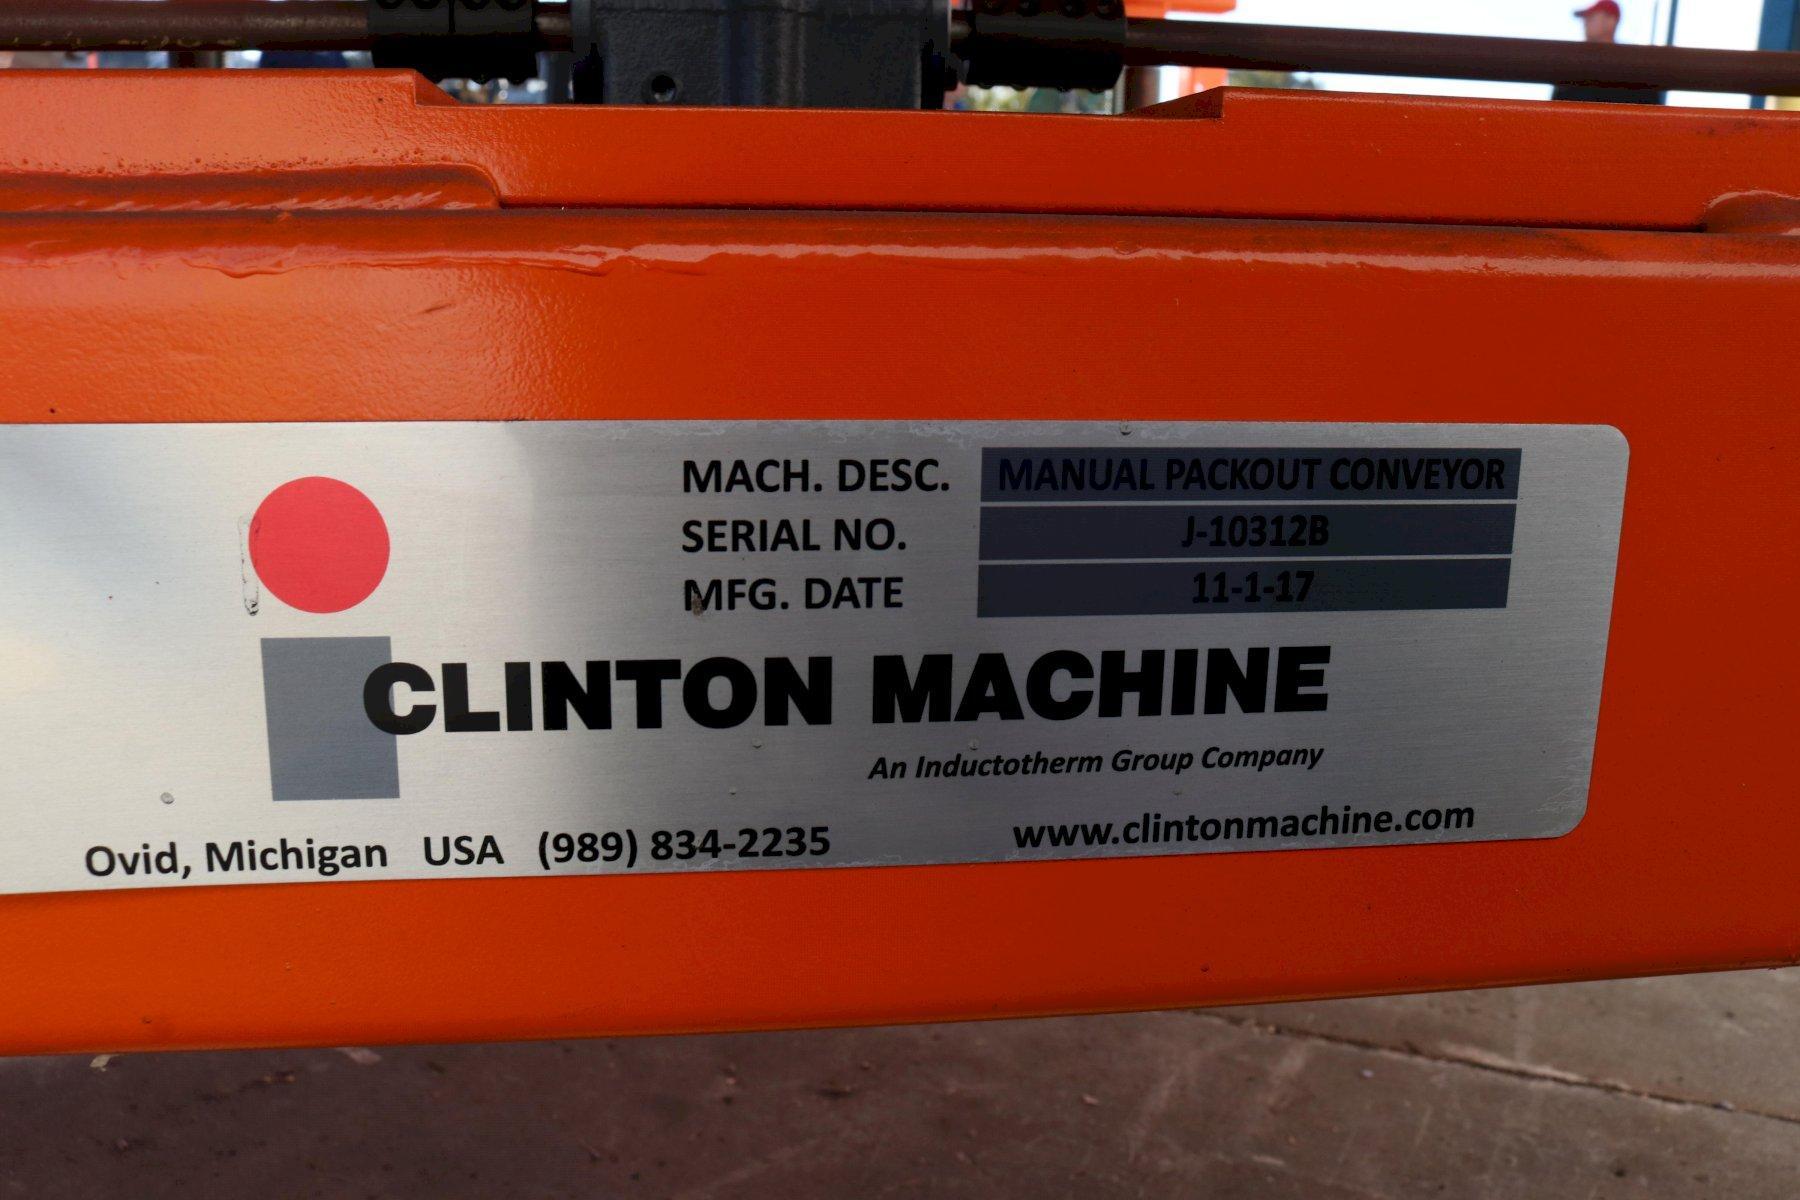 MACH. DESC. MANUAL PACKOUT CONVEYOR
SERIAL NO. J-10312B
MFG. DATE 11-1-17
CLINTON MACHINE
An Inductotherm Group Company
Ovid, Michigan USA (989) 834-2235 www.clintonmachine.com